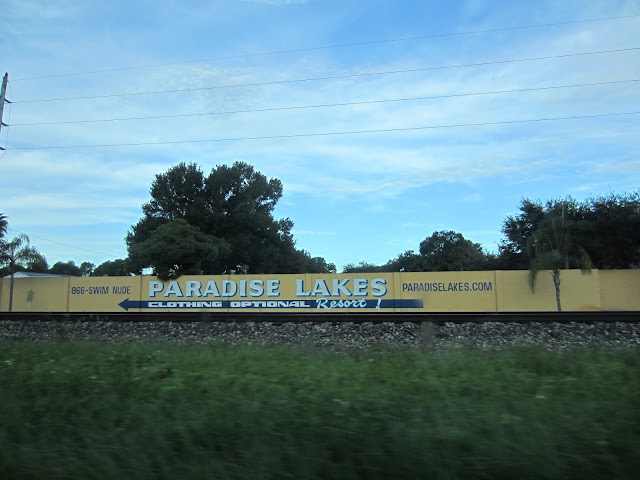 866-SWIM NUDE
PARADISE LAKES
CLOTHING OPTIONAL Resort!
PARADISELAKES.COM